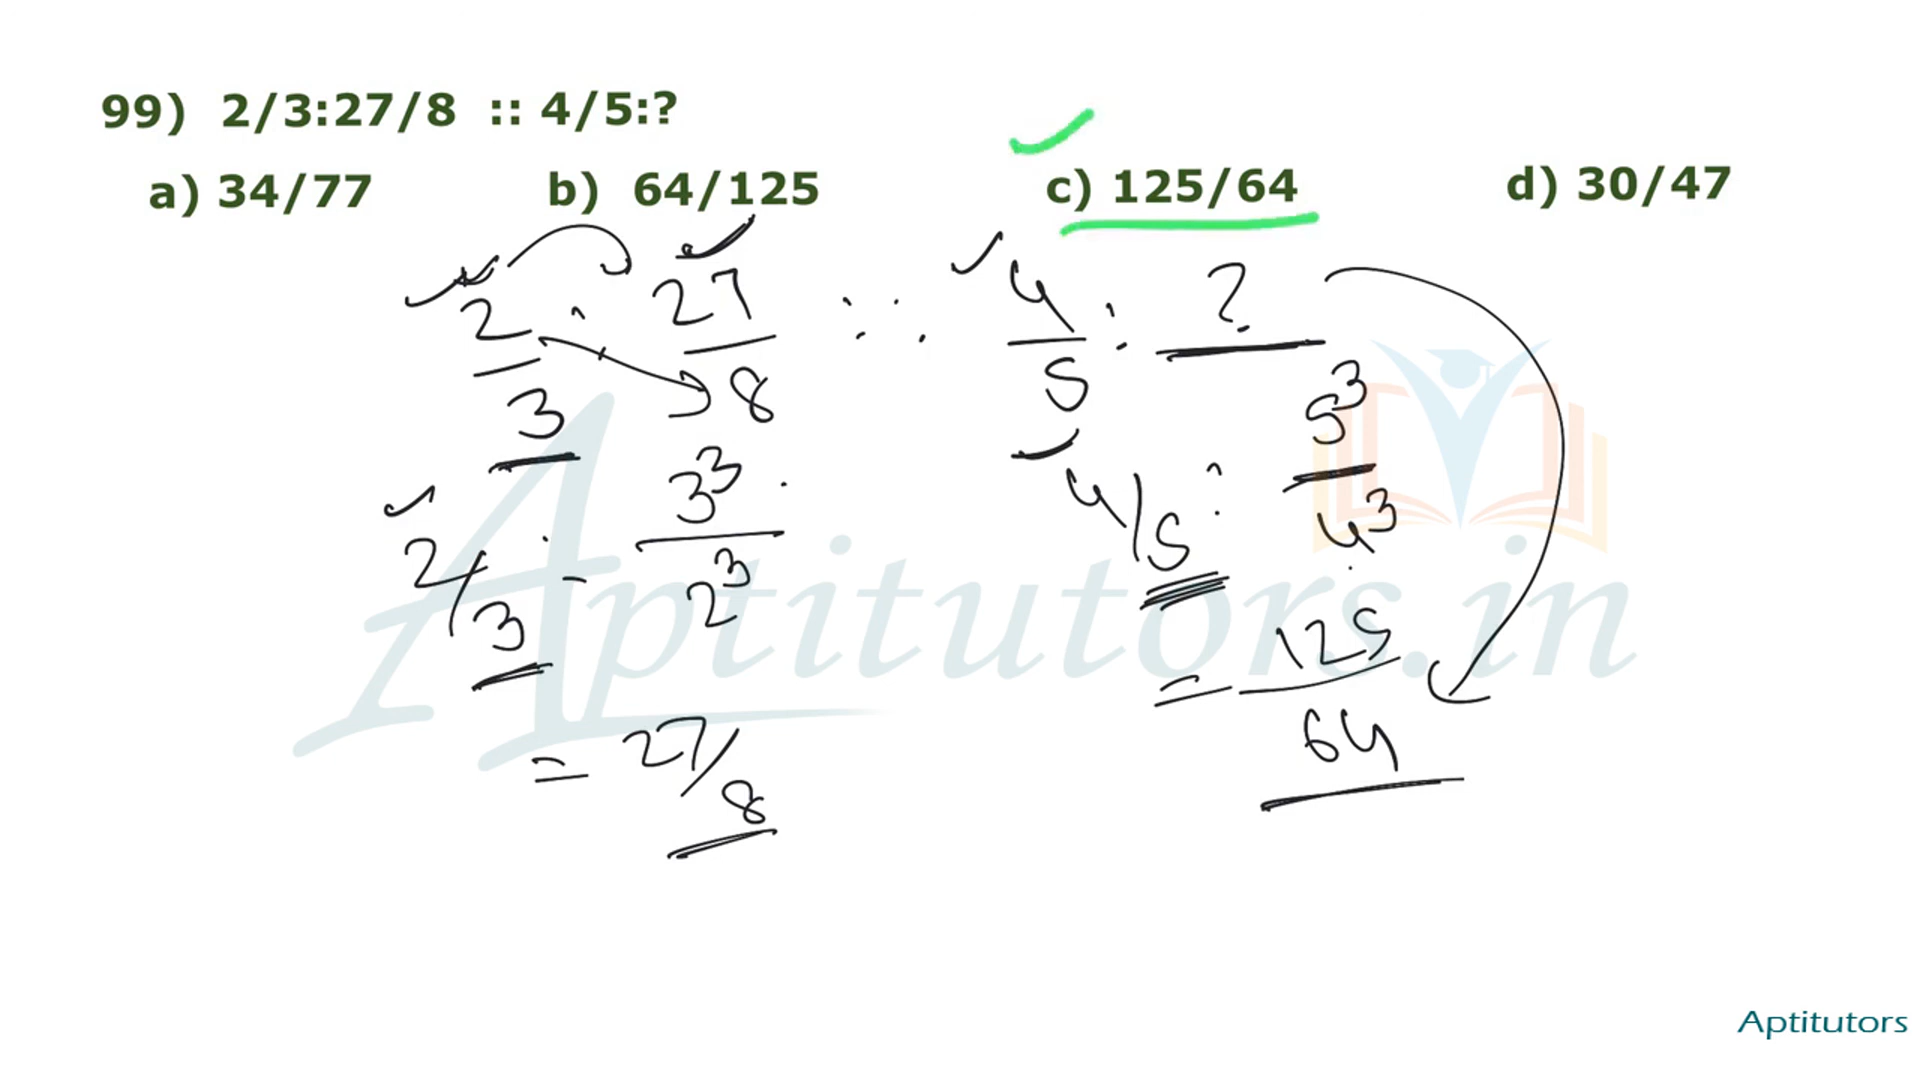 99) 2/3:27/8 :: 4/5:?
a) 34/77 b) 64/125 c) 125/64 d) 30/47
2/3 : 27/8 :: 4/5 : ?
2/3 : 3³/2³ 4/5 : 5³/4³
= 27/8 = 125/64
Aptitutors.in
Aptitutors